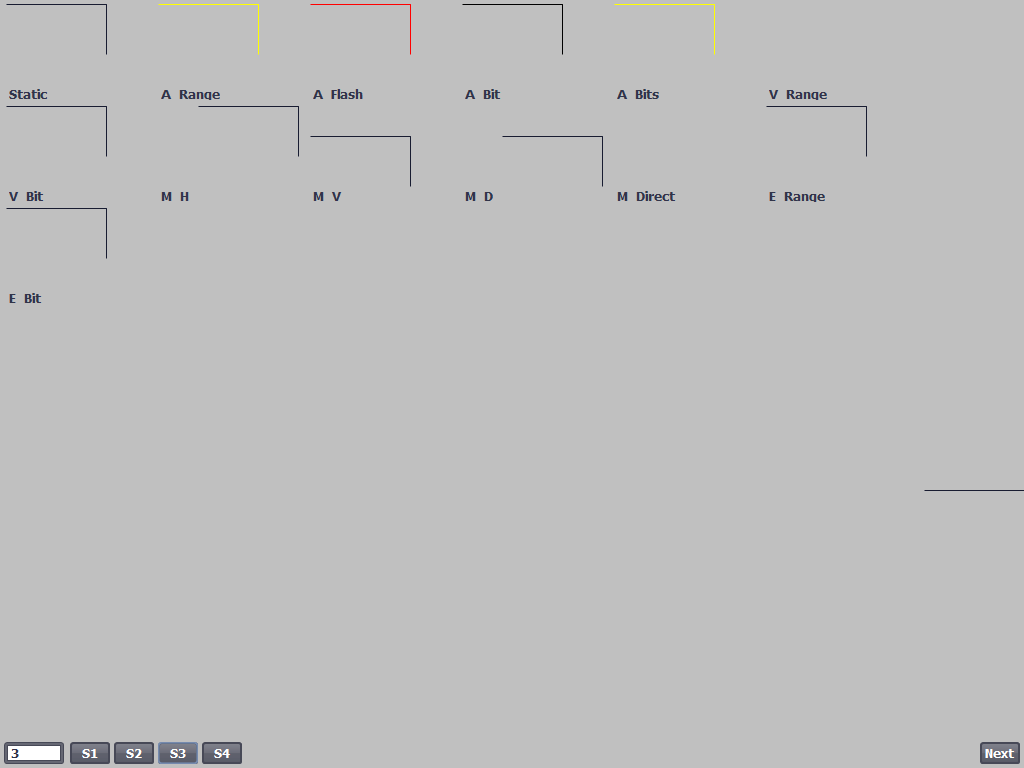 Static A Range A Flash A Bit A Bits V Range
V Bit M H M V M D M Direct E Range
E Bit
3 S1 S2 S3 S4 Next